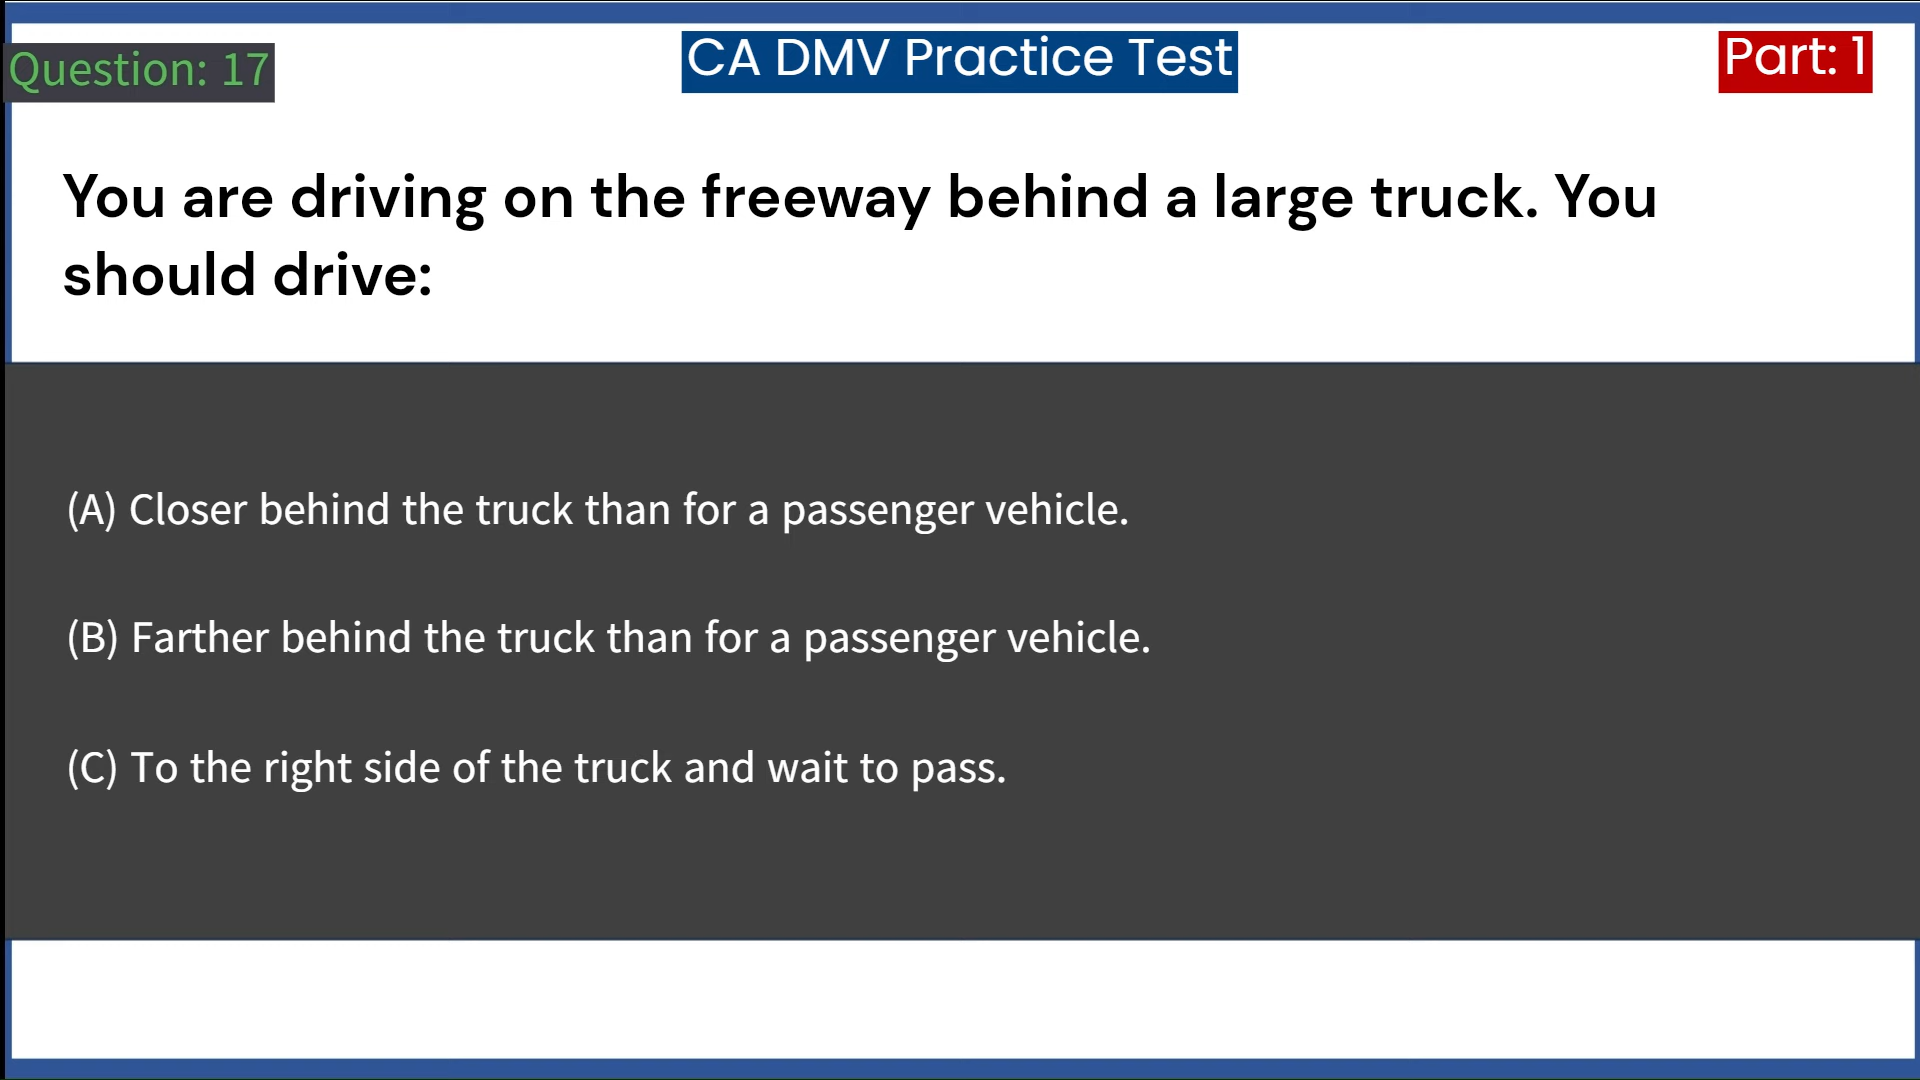 Question: 17
CA DMV Practice Test
Part: 1
You are driving on the freeway behind a large truck. You
should drive:
(A) Closer behind the truck than for a passenger vehicle.
(B) Farther behind the truck than for a passenger vehicle.
(C) To the right side of the truck and wait to pass.